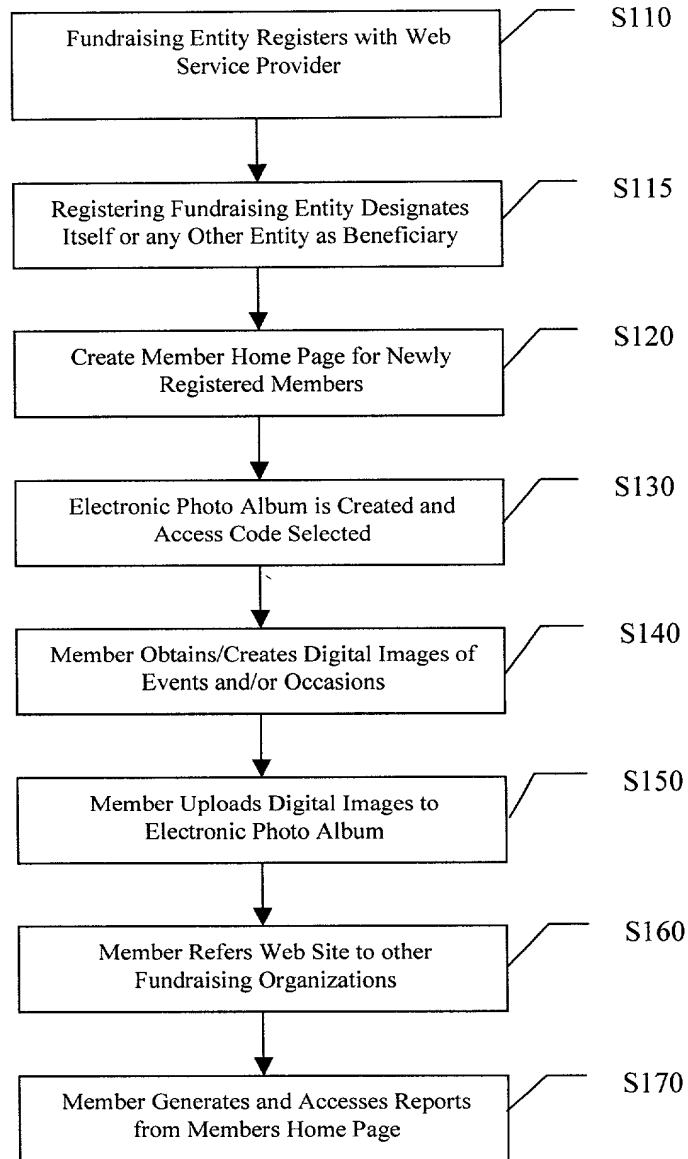 S110
Fundraising Entity Registers with Web
Service Provider
S115
Registering Fundraising Entity Designates
Itself or any Other Entity as Beneficiary
S120
Create Member Home Page for Newly
Registered Members
S130
Electronic Photo Album is Created and
Access Code Selected
S140
Member Obtains/Creates Digital Images of
Events and/or Occasions
S150
Member Uploads Digital Images to
Electronic Photo Album
S160
Member Refers Web Site to other
Fundraising Organizations
S170
Member Generates and Accesses Reports
from Members Home Page